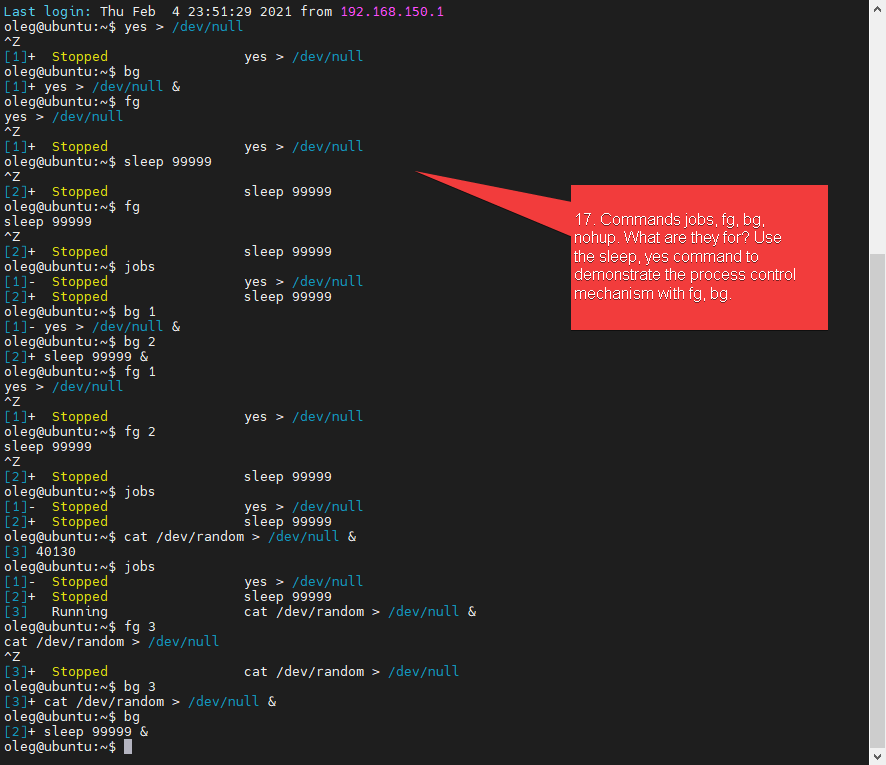 Last login: Thu Feb  4 23:51:29 2021 from 192.168.150.1
oleg@ubuntu:~$ yes > /dev/null
^Z
[1]+  Stopped                 yes > /dev/null
oleg@ubuntu:~$ bg
[1]+ yes > /dev/null &
oleg@ubuntu:~$ fg
yes > /dev/null
^Z
[1]+  Stopped                 yes > /dev/null
oleg@ubuntu:~$ sleep 99999
^Z
[2]+  Stopped                 sleep 99999
oleg@ubuntu:~$ fg
sleep 99999
^Z
[2]+  Stopped                 sleep 99999
oleg@ubuntu:~$ jobs
[1]-  Stopped                 yes > /dev/null
[2]+  Stopped                 sleep 99999
oleg@ubuntu:~$ bg 1
[1]- yes > /dev/null &
oleg@ubuntu:~$ bg 2
[2]+ sleep 99999 &
oleg@ubuntu:~$ fg 1
yes > /dev/null
^Z
[1]+  Stopped                 yes > /dev/null
oleg@ubuntu:~$ fg 2
sleep 99999
^Z
[2]+  Stopped                 sleep 99999
oleg@ubuntu:~$ jobs
[1]-  Stopped                 yes > /dev/null
[2]+  Stopped                 sleep 99999
oleg@ubuntu:~$ cat /dev/random > /dev/null &
[3] 40130
oleg@ubuntu:~$ jobs
[1]-  Stopped                 yes > /dev/null
[2]+  Stopped                 sleep 99999
[3]   Running                 cat /dev/random > /dev/null &
oleg@ubuntu:~$ fg 3
cat /dev/random > /dev/null
^Z
[3]+  Stopped                 cat /dev/random > /dev/null
oleg@ubuntu:~$ bg 3
[3]+ cat /dev/random > /dev/null &
oleg@ubuntu:~$ bg
[2]+ sleep 99999 &
oleg@ubuntu:~$
17. Commands jobs, fg, bg,
nohup. What are they for? Use
the sleep, yes command to
demonstrate the process control
mechanism with fg, bg.